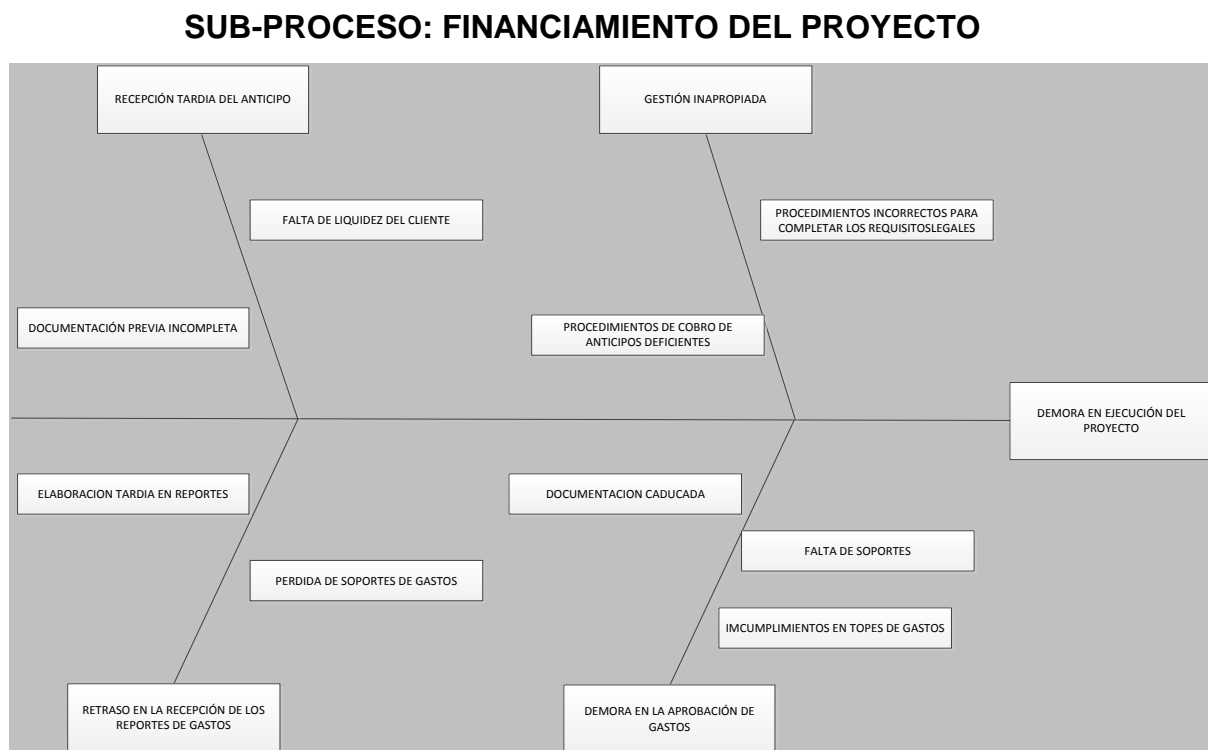 SUB-PROCESO: FINANCIAMIENTO DEL PROYECTO
RECEPCIÓN TARDIA DEL ANTICIPO
GESTIÓN INAPROPIADA
FALTA DE LIQUIDEZ DEL CLIENTE
PROCEDIMIENTOS INCORRECTOS PARA
COMPLETAR LOS REQUISITOSLEGALES
DOCUMENTACIÓN PREVIA INCOMPLETA
PROCEDIMIENTOS DE COBRO DE
ANTICIPOS DEFICIENTES
DEMORA EN EJECUCIÓN DEL
PROYECTO
ELABORACION TARDIA EN REPORTES
DOCUMENTACION CADUCADA
FALTA DE SOPORTES
PERDIDA DE SOPORTES DE GASTOS
IMCUMPLIMIENTOS EN TOPES DE GASTOS
RETRASO EN LA RECEPCIÓN DE LOS
REPORTES DE GASTOS
DEMORA EN LA APROBACIÓN DE
GASTOS